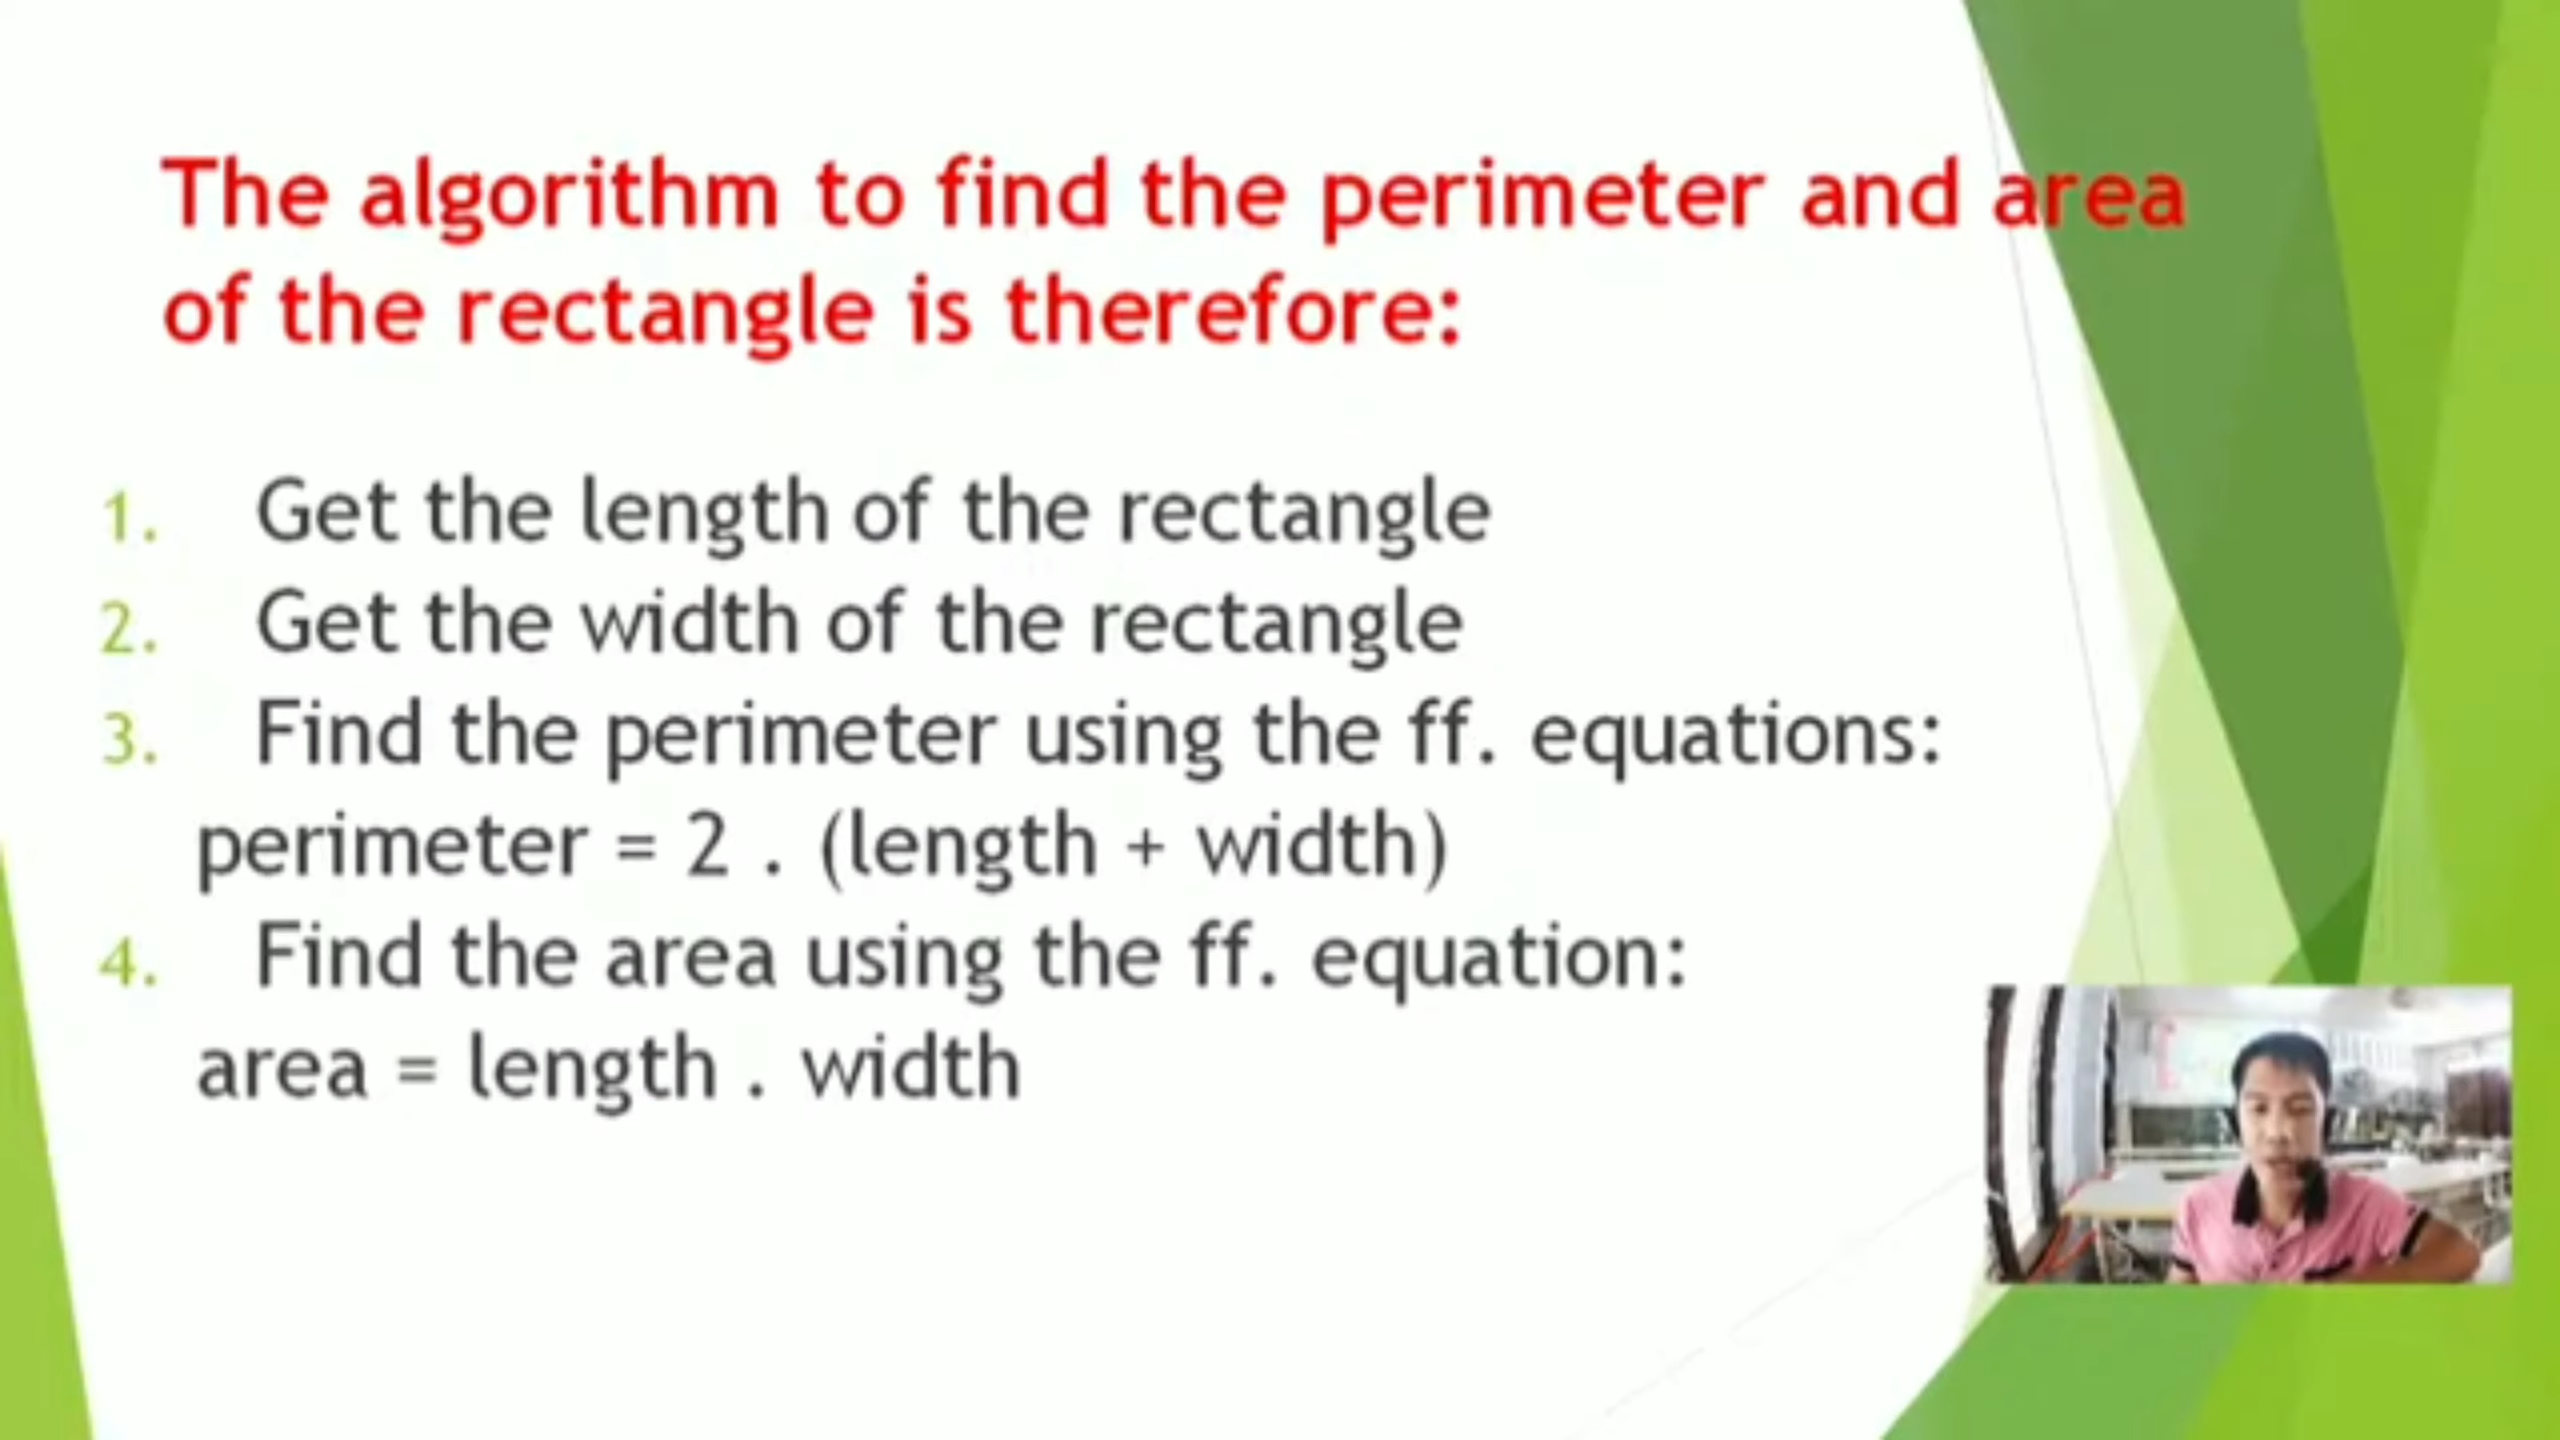 The algorithm to find the perimeter and area
of the rectangle is therefore:
1. Get the length of the rectangle
2. Get the width of the rectangle
3. Find the perimeter using the ff. equations:
perimeter = 2 . (length + width)
4. Find the area using the ff. equation:
area = length . width